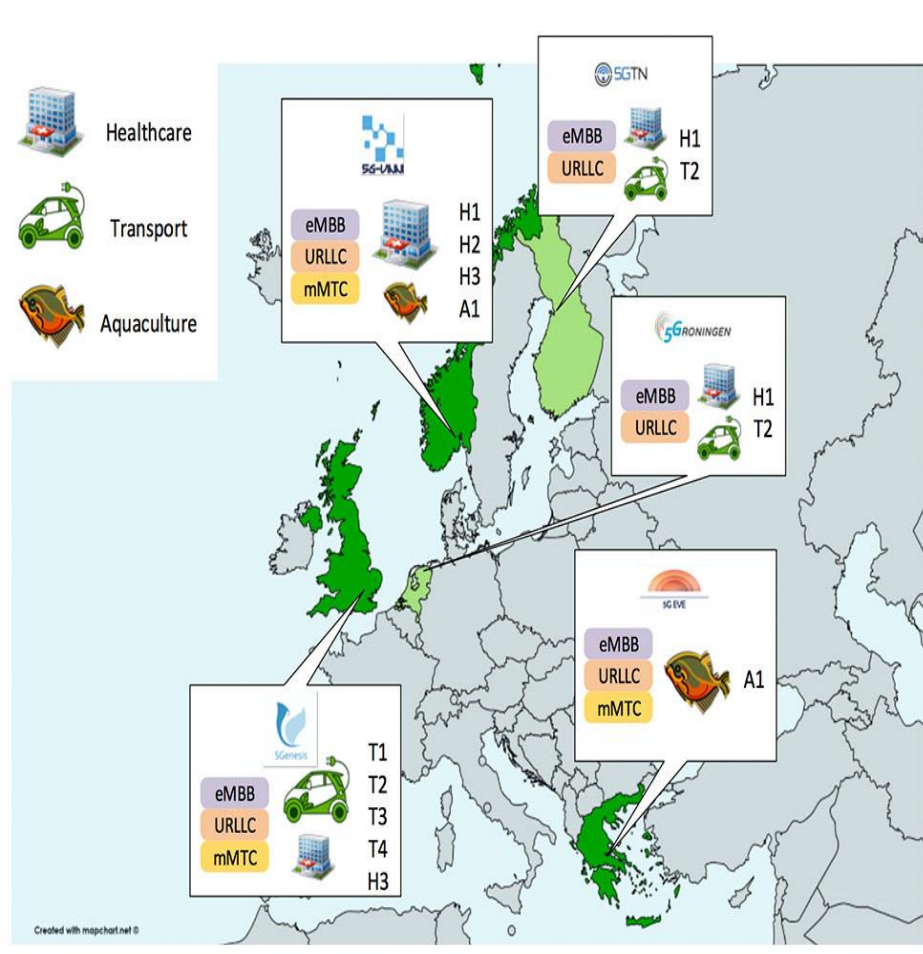 Healthcare
Transport
Aquaculture
5GTN
eMBB
URLLC
H1
T2
5G-VINNI
eMBB
URLLC
mMTC
H1
H2
H3
A1
5GRONINGEN
eMBB
URLLC
H1
T2
5G EVE
eMBB
URLLC
mMTC
A1
5Genesis
eMBB
URLLC
mMTC
T1
T2
T3
T4
H3
Created with mapchart.net ©